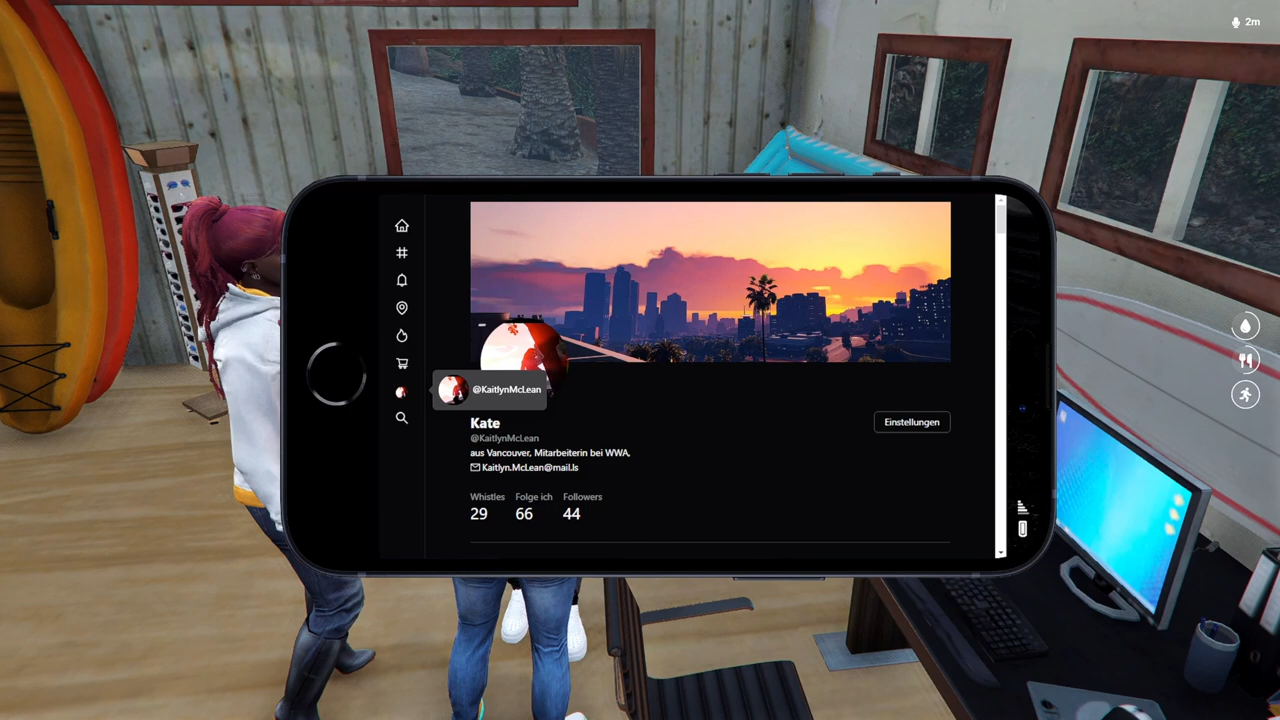 2m
@KaitlynMcLean
Kate
Einstellungen
@KaitlynMcLean
aus Vancouver, Mitarbeiterin bei WWA,
Kaitlyn.McLean@mail.ls
Whistles Folge ich Followers
29 66 44